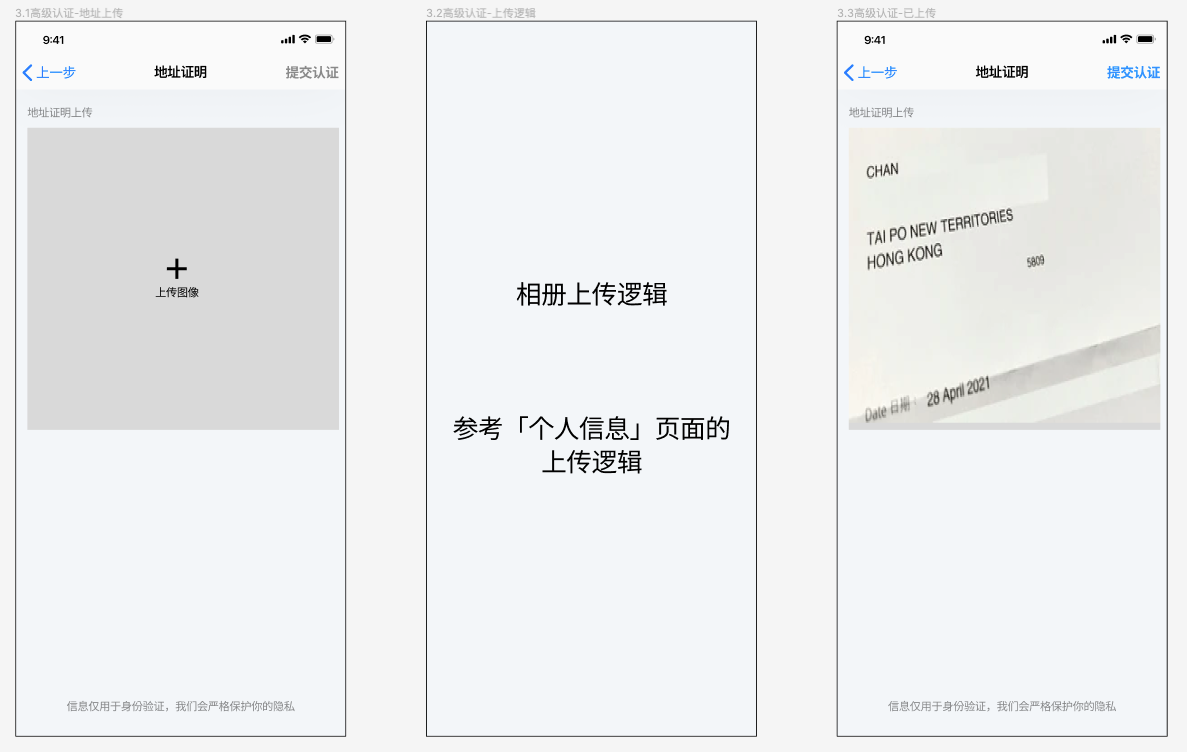 3.1高级认证-地址上传
9:41
上一步
地址证明
提交认证
地址证明上传
上传图像
信息仅用于身份验证，我们会严格保护你的隐私
3.2高级认证-上传逻辑
相册上传逻辑
参考「个人信息」页面的
上传逻辑
3.3高级认证-已上传
9:41
上一步
地址证明
提交认证
地址证明上传
CHAN
TAI PO NEW TERRITORIES
HONG KONG
5809
Date 日期： 28 April 2021
信息仅用于身份验证，我们会严格保护你的隐私